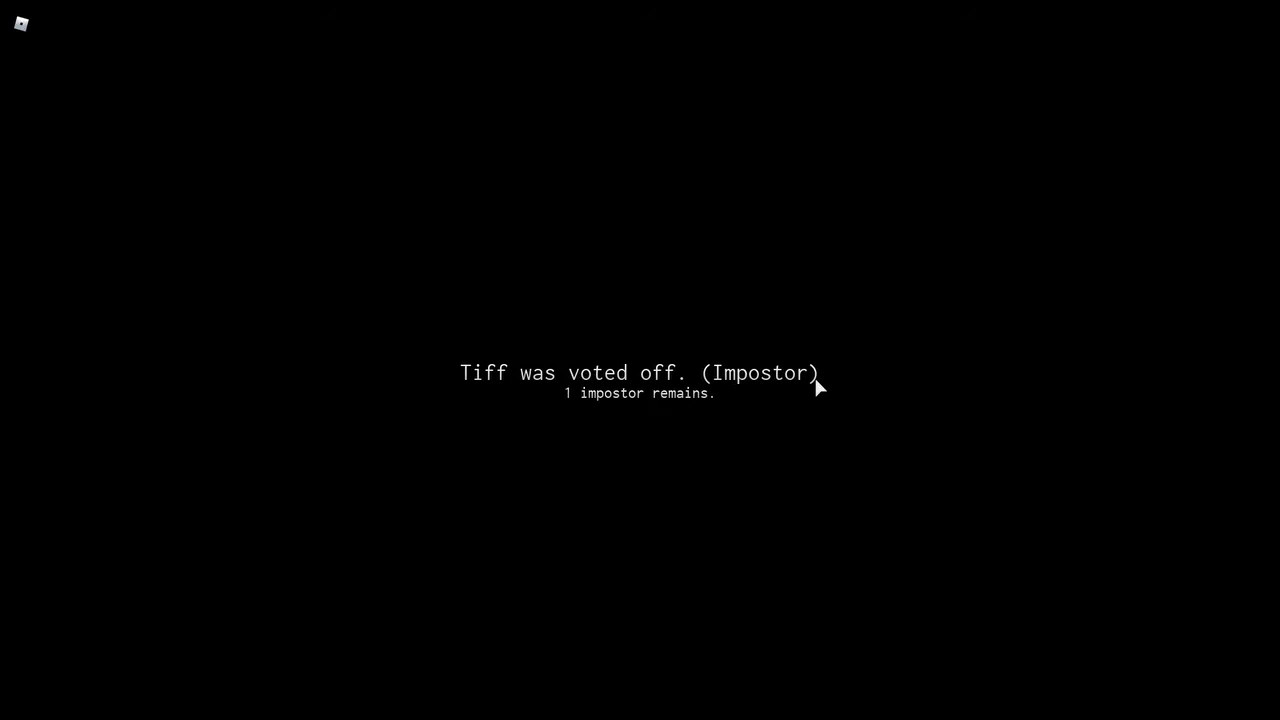 Tiff was voted off. (Impostor)
1 impostor remains.